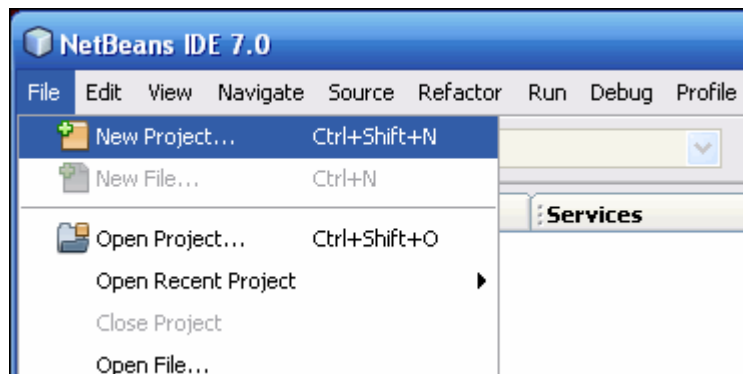 NetBeans IDE 7.0
File Edit View Navigate Source Refactor Run Debug Profile
New Project... Ctrl+Shift+N
New File... Ctrl+N
Services
Open Project... Ctrl+Shift+O
Open Recent Project
Close Project
Open File...